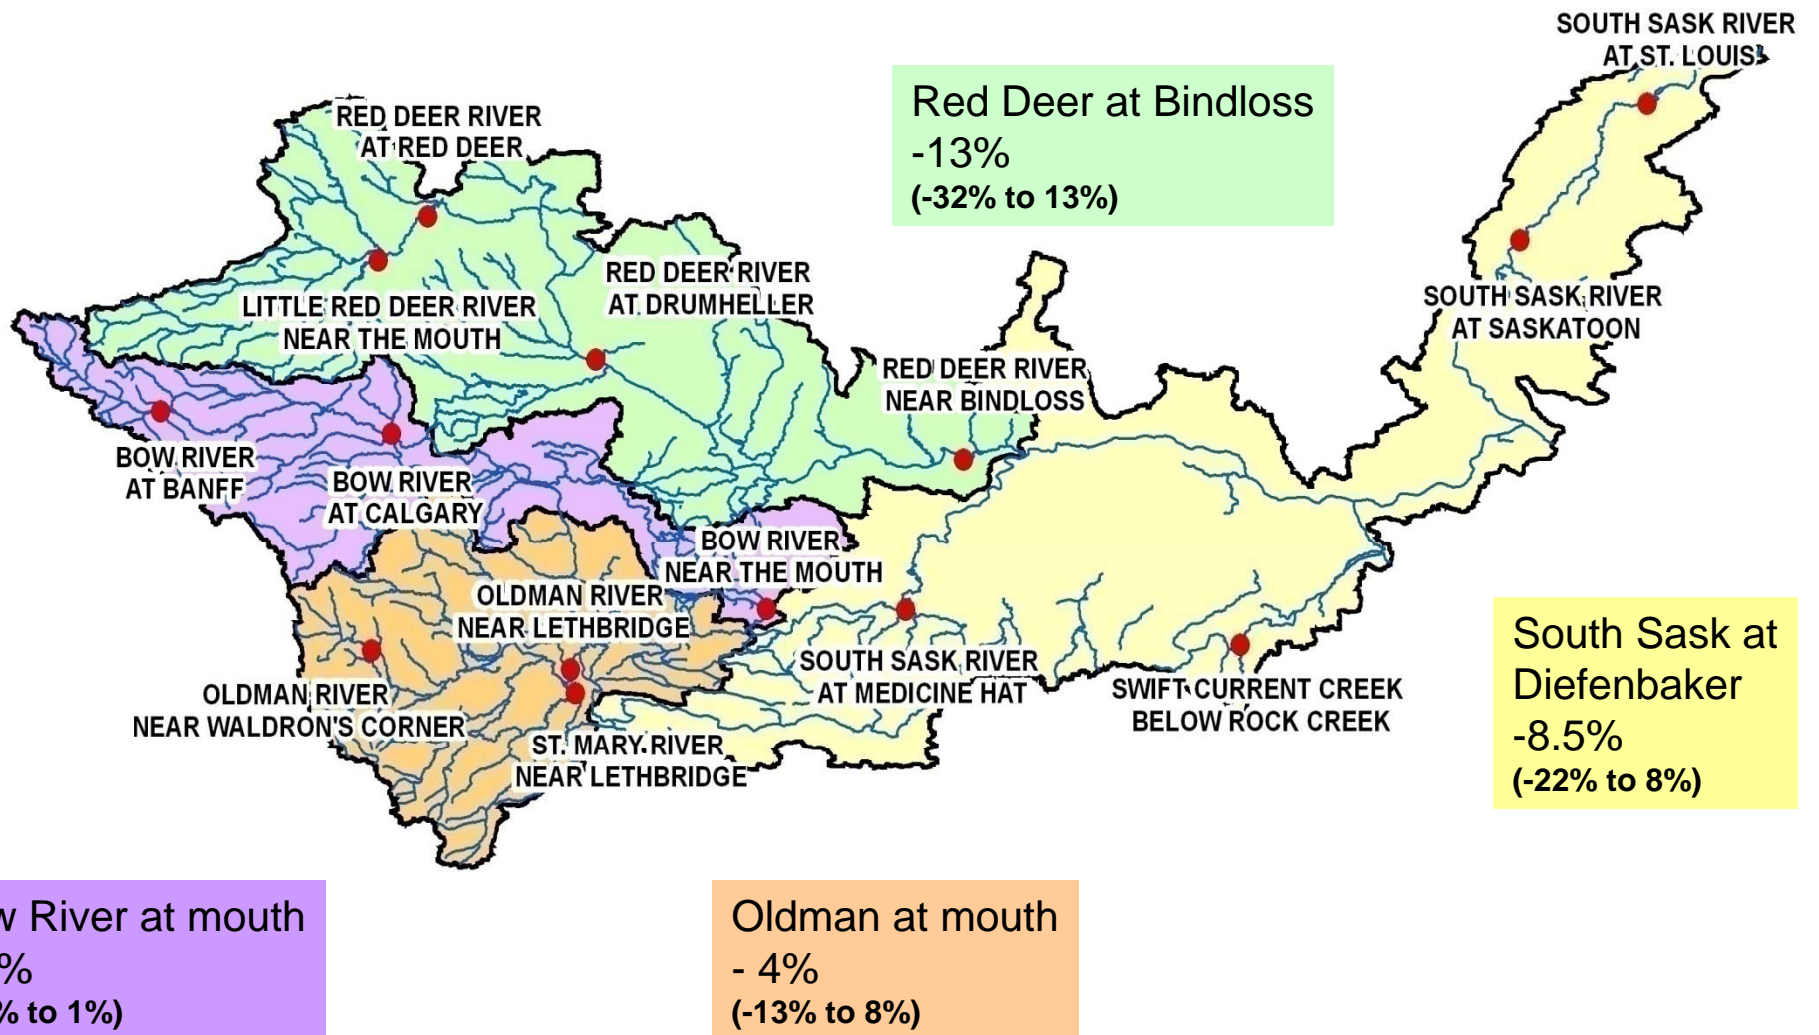 SOUTH SASK RIVER
AT ST. LOUIS
Red Deer at Bindloss
-13%
(-32% to 13%)
RED DEER RIVER
AT RED DEER
RED DEER RIVER
AT DRUMHELLER
LITTLE RED DEER RIVER
NEAR THE MOUTH
SOUTH SASK RIVER
AT SASKATOON
RED DEER RIVER
NEAR BINDLOSS
BOW RIVER
AT BANFF
BOW RIVER
AT CALGARY
BOW RIVER
NEAR THE MOUTH
OLDMAN RIVER
NEAR LETHBRIDGE
SOUTH SASK RIVER
AT MEDICINE HAT
SWIFT CURRENT CREEK
BELOW ROCK CREEK
OLDMAN RIVER
NEAR WALDRON'S CORNER
ST. MARY RIVER
NEAR LETHBRIDGE
South Sask at
Diefenbaker
-8.5%
(-22% to 8%)
w River at mouth
%
% to 1%)
Oldman at mouth
- 4%
(-13% to 8%)